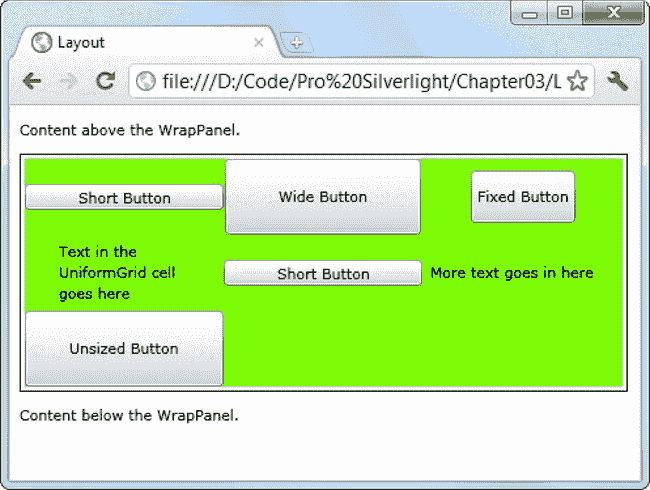 Layout
file:///D:/Code/Pro%20Silverlight/Chapter03/L
Content above the WrapPanel.
Short Button
Wide Button
Fixed Button
Text in the
UniformGrid cell
goes here
Short Button
More text goes in here
Unsized Button
Content below the WrapPanel.